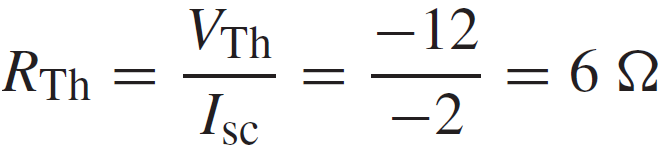 R_Th = V_Th / I_sc = −12 / −2 = 6 Ω